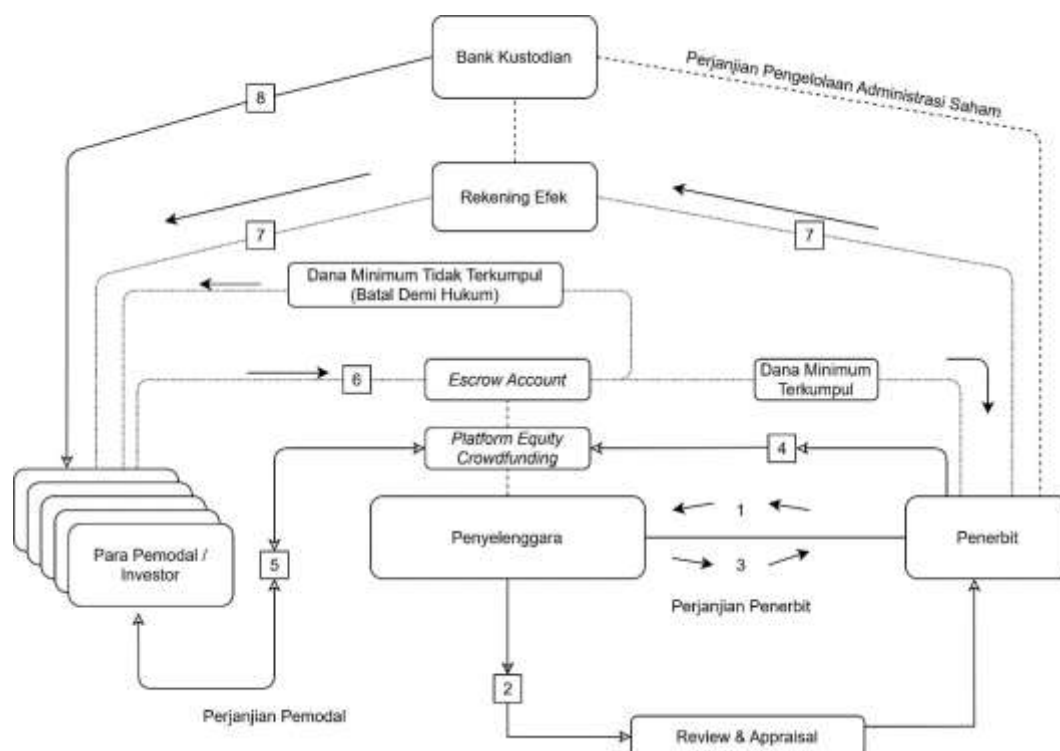 Bank Kustodian
Perjanjian Pengelolaan Administrasi Saham
8
Rekening Efek
7
7
Dana Minimum Tidak Terkumpul
(Batal Demi Hukum)
6
Escrow Account
Dana Minimum
Terkumpul
Platform Equity
Crowdfunding
4
Para Pemodal /
Investor
5
Penyelenggara
1
3
Penerbit
Perjanjian Penerbit
2
Perjanjian Pemodal
Review & Appraisal